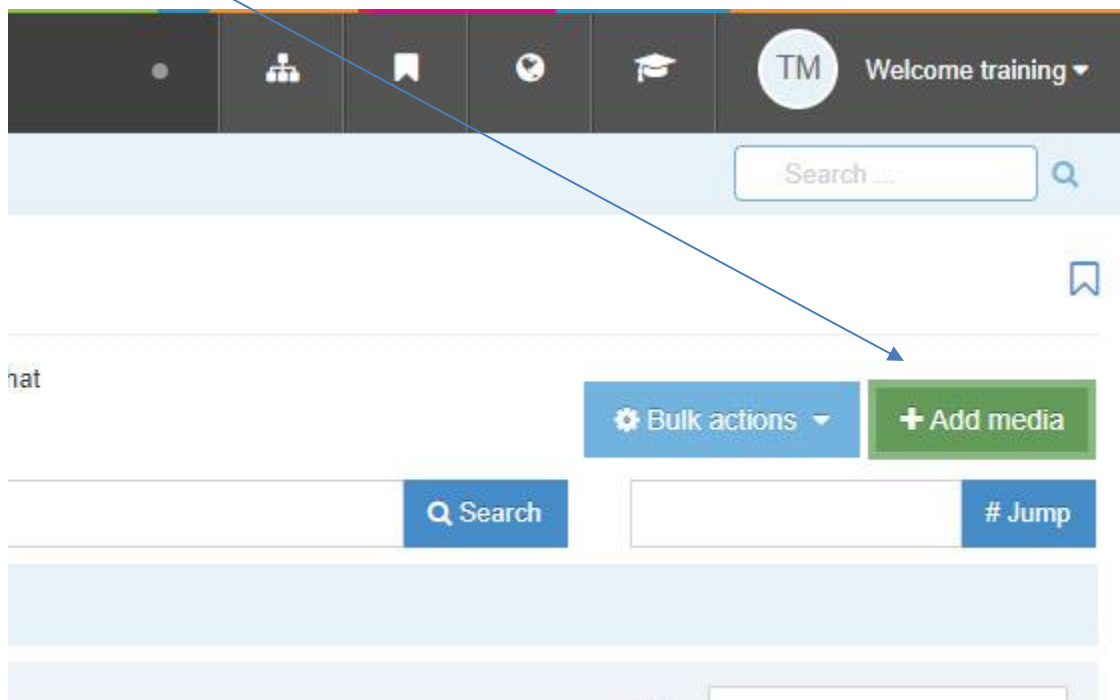 TM Welcome training
Search ...
hat
Bulk actions
+ Add media
Search
# Jump